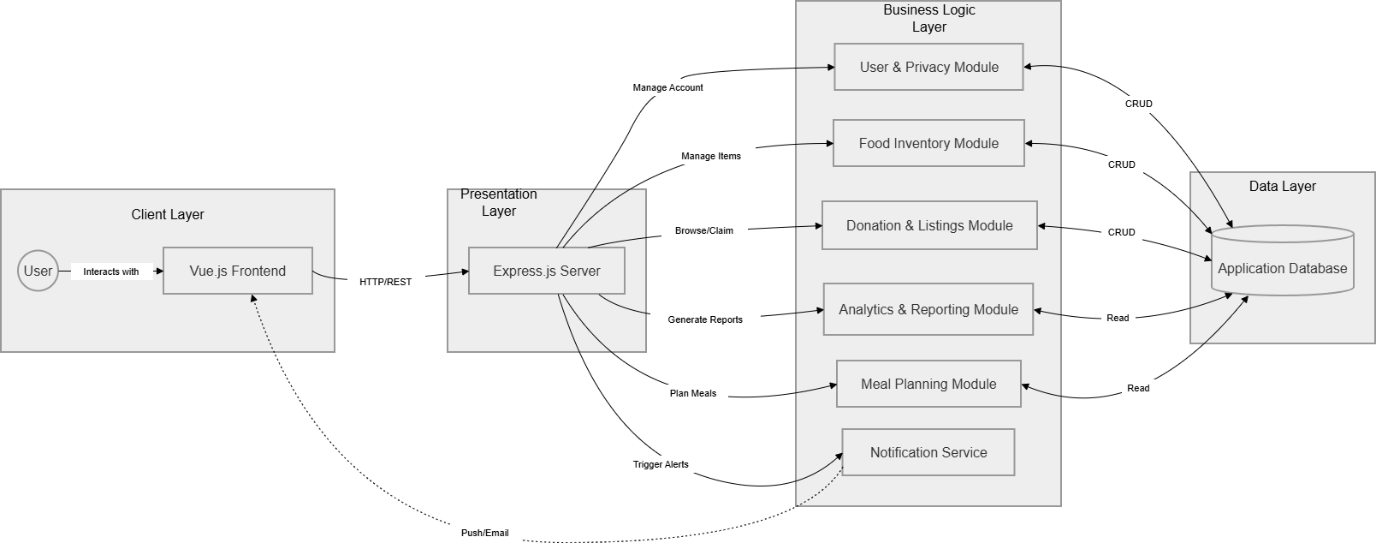 Business Logic
Layer
User & Privacy Module
Manage Account
CRUD
Food Inventory Module
Manage Items
CRUD
Presentation
Layer
Client Layer
Data Layer
Donation & Listings Module
Browse/Claim
CRUD
User
Interacts with
Vue.js Frontend
HTTP/REST
Express.js Server
Application Database
Generate Reports
Analytics & Reporting Module
Read
Plan Meals
Meal Planning Module
Read
Notification Service
Trigger Alerts
Push/Email